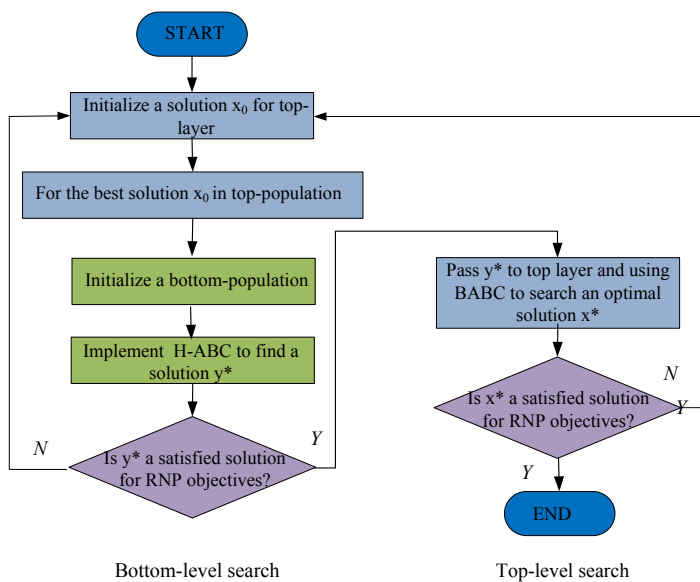 START
Initialize a solution x₀ for top-
layer
For the best solution x₀ in top-population
Initialize a bottom-population
Implement H-ABC to find a
solution y*
Is y* a satisfied solution
for RNP objectives?
N
Y
Pass y* to top layer and using
BABC to search an optimal
solution x*
Is x* a satisfied solution
for RNP objectives?
N
Y
Y
END
Bottom-level search
Top-level search